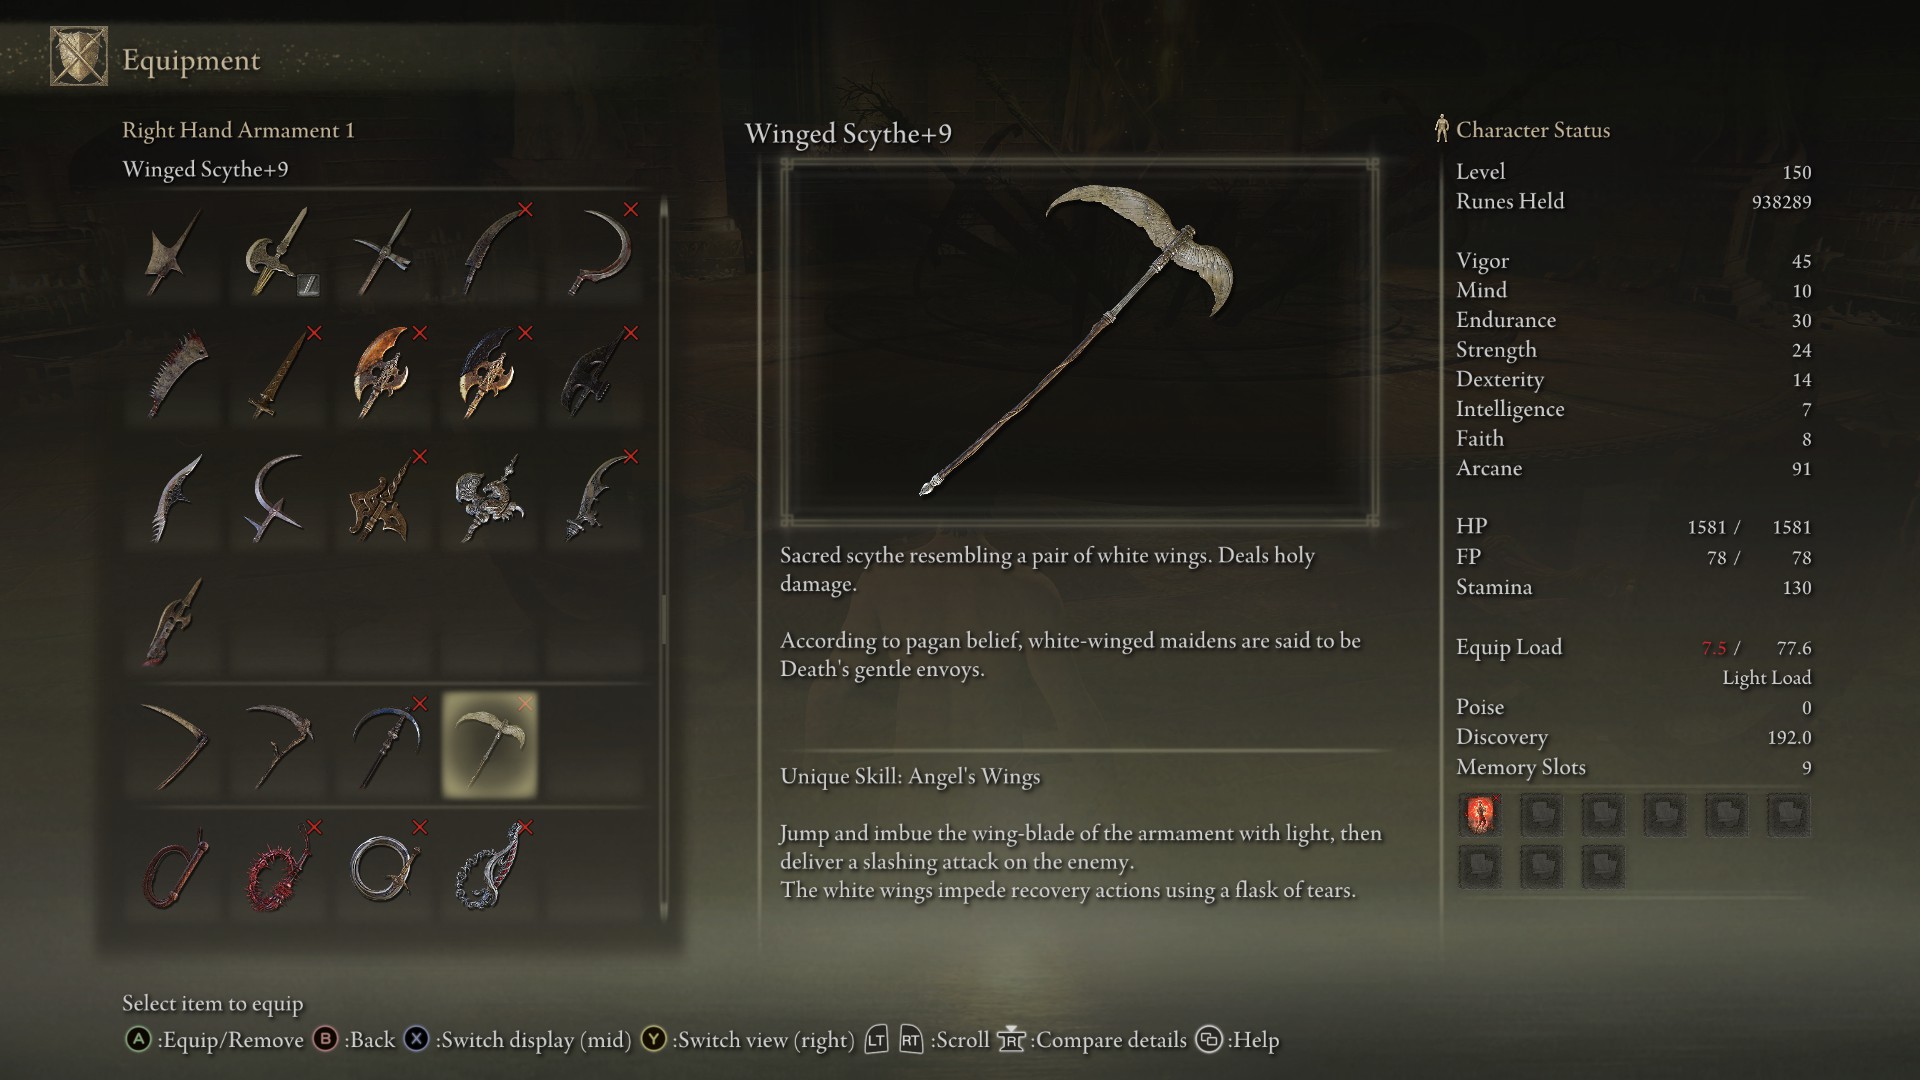 Equipment
Right Hand Armament 1
Winged Scythe+9
Winged Scythe+9
Sacred scythe resembling a pair of white wings. Deals holy
damage.
According to pagan belief, white-winged maidens are said to be
Death's gentle envoys.
Unique Skill: Angel's Wings
Jump and imbue the wing-blade of the armament with light, then
deliver a slashing attack on the enemy.
The white wings impede recovery actions using a flask of tears.
Character Status
Level 150
Runes Held 938289
Vigor 45
Mind 10
Endurance 30
Strength 24
Dexterity 14
Intelligence 7
Faith 8
Arcane 91
HP 1581 / 1581
FP 78 / 78
Stamina 130
Equip Load 7.5 / 77.6
Light Load
Poise 0
Discovery 192.0
Memory Slots 9
Select item to equip
A :Equip/Remove B :Back X :Switch display (mid) Y :Switch view (right) LT RT :Scroll R :Compare details :Help